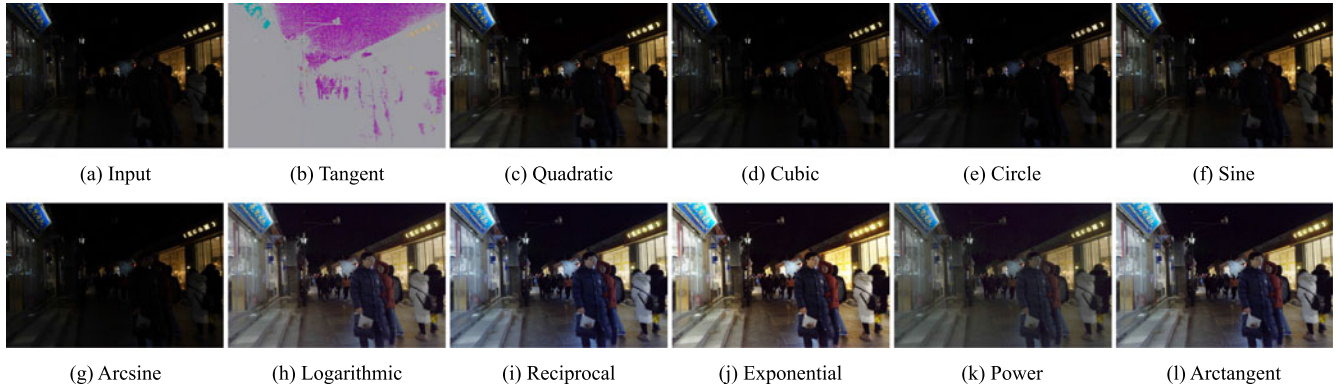 (a) Input
(b) Tangent
(c) Quadratic
(d) Cubic
(e) Circle
(f) Sine
(g) Arcsine
(h) Logarithmic
(i) Reciprocal
(j) Exponential
(k) Power
(l) Arctangent